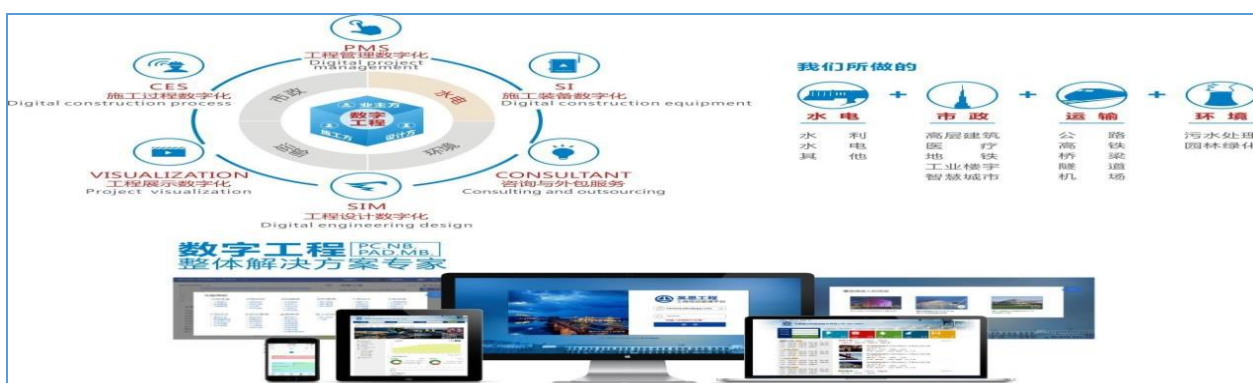 PMS
工程管理数字化
Digital project
management
CES
施工过程数字化
Digital construction process
SI
施工装备数字化
Digital construction equipment
市政
水电
运输
环境
业主方
数字
工程
施工方
设计方
VISUALIZATION
工程展示数字化
Project visualization
CONSULTANT
咨询与外包服务
Consulting and outsourcing
SIM
工程设计数字化
Digital engineering design
我们所做的
水电
水利
水电
其他
市政
高层建筑
医疗
地铁
工业楼宇
智慧城市
运输
公路
高铁
桥梁
隧道
机场
环境
污水处理
园林绿化
数字工程
PC.NB.
PAD.MB.
整体解决方案专家